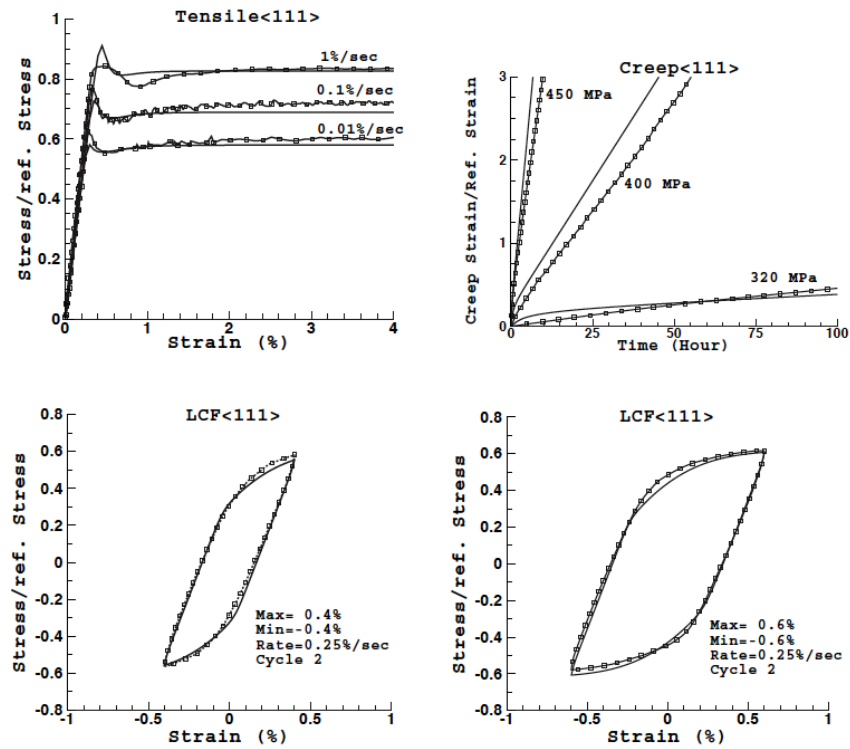 Tensile<111>
Stress/ref. Stress
1
0.8
0.6
0.4
0.2
0
1%/sec
0.1%/sec
0.01%/sec
0 1 2 3 4
Strain (%)
Creep<111>
Creep Strain/Ref. Strain
3
2
1
0
450 MPa
400 MPa
320 MPa
0 25 50 75 100
Time (Hour)
LCF<111>
Stress/ref. Stress
0.8
0.6
0.4
0.2
0
-0.2
-0.4
-0.6
-0.8
Max= 0.4%
Min=-0.4%
Rate=0.25%/sec
Cycle 2
-1 -0.5 0 0.5 1
Strain (%)
LCF<111>
Stress/ref. Stress
0.8
0.6
0.4
0.2
0
-0.2
-0.4
-0.6
-0.8
Max= 0.6%
Min=-0.6%
Rate=0.25%/sec
Cycle 2
-1 -0.5 0 0.5 1
Strain (%)